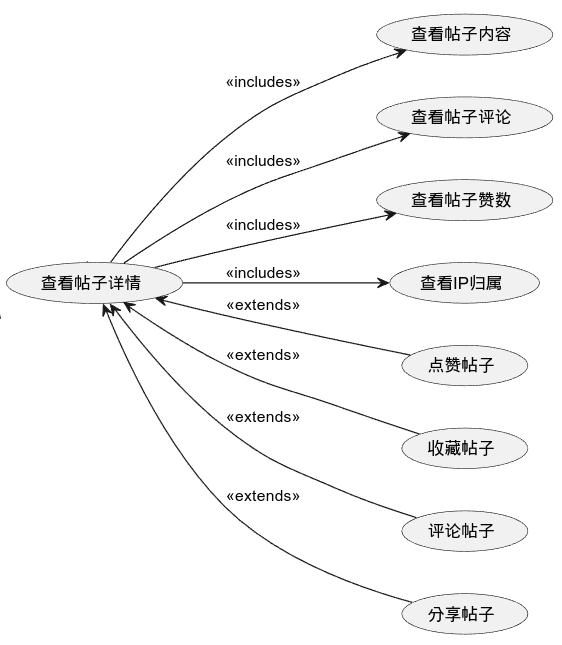 查看帖子内容
«includes»
查看帖子评论
«includes»
查看帖子赞数
«includes»
查看帖子详情
«includes»
查看IP归属
«extends»
点赞帖子
«extends»
收藏帖子
«extends»
评论帖子
«extends»
分享帖子